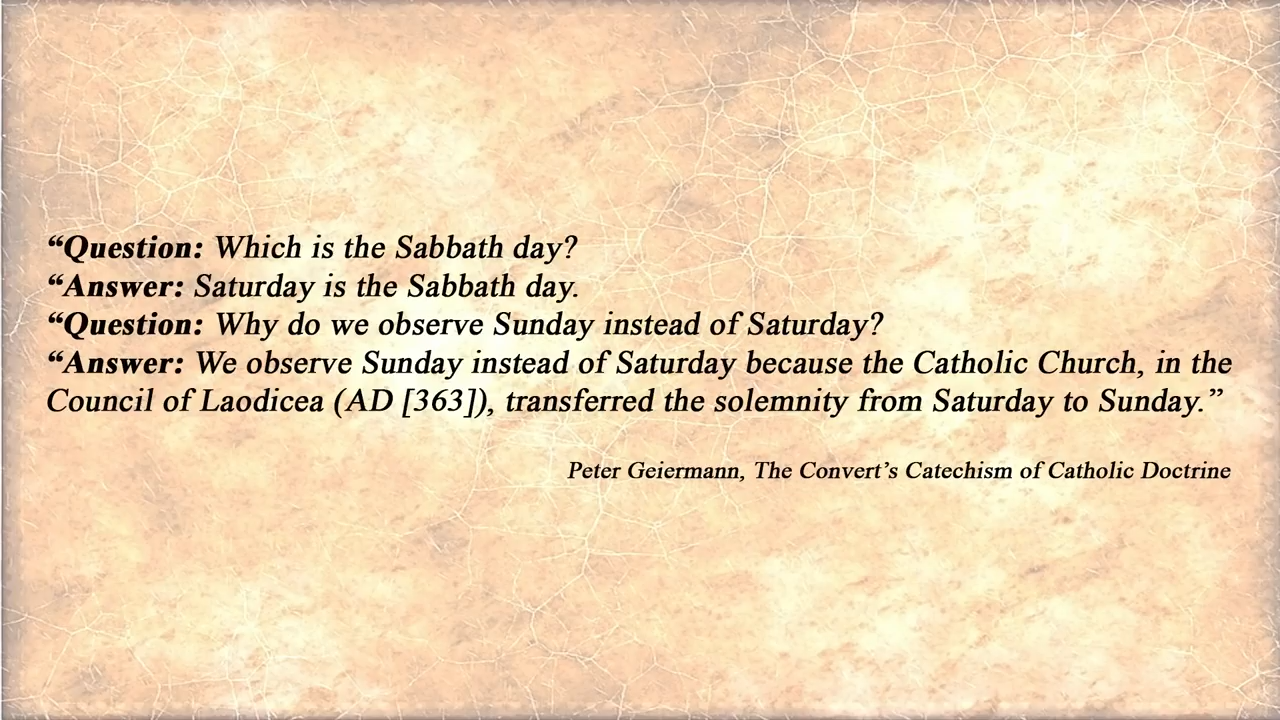 “Question: Which is the Sabbath day?
“Answer: Saturday is the Sabbath day.
“Question: Why do we observe Sunday instead of Saturday?
“Answer: We observe Sunday instead of Saturday because the Catholic Church, in the
Council of Laodicea (AD [363]), transferred the solemnity from Saturday to Sunday.”
Peter Geiermann, The Convert’s Catechism of Catholic Doctrine